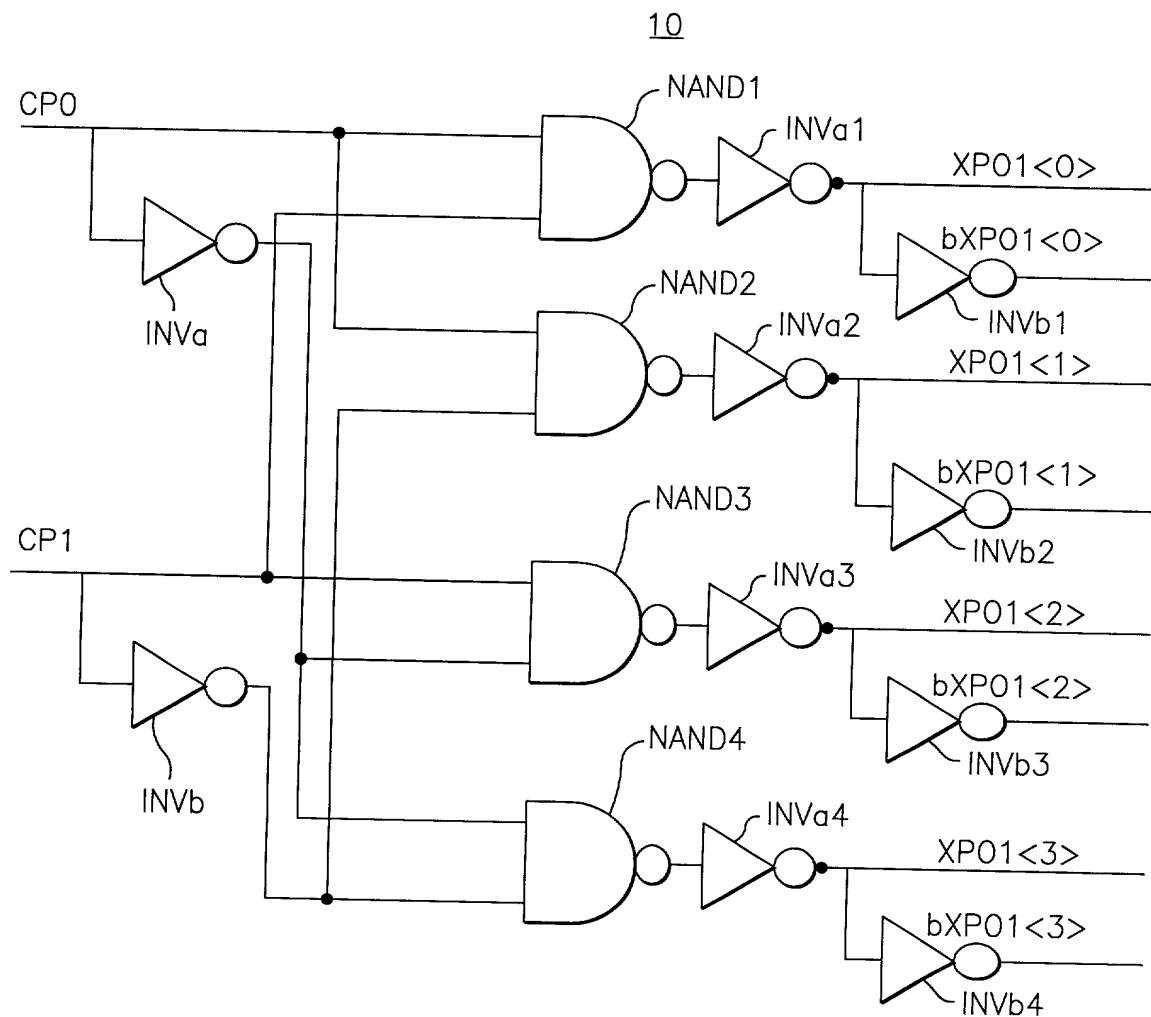 10
CP0
NAND1
INVa1
XP01<0>
bXP01<0>
INVb1
INVa
NAND2
INVa2
XP01<1>
bXP01<1>
INVb2
CP1
NAND3
INVa3
XP01<2>
bXP01<2>
INVb3
INVb
NAND4
INVa4
XP01<3>
bXP01<3>
INVb4